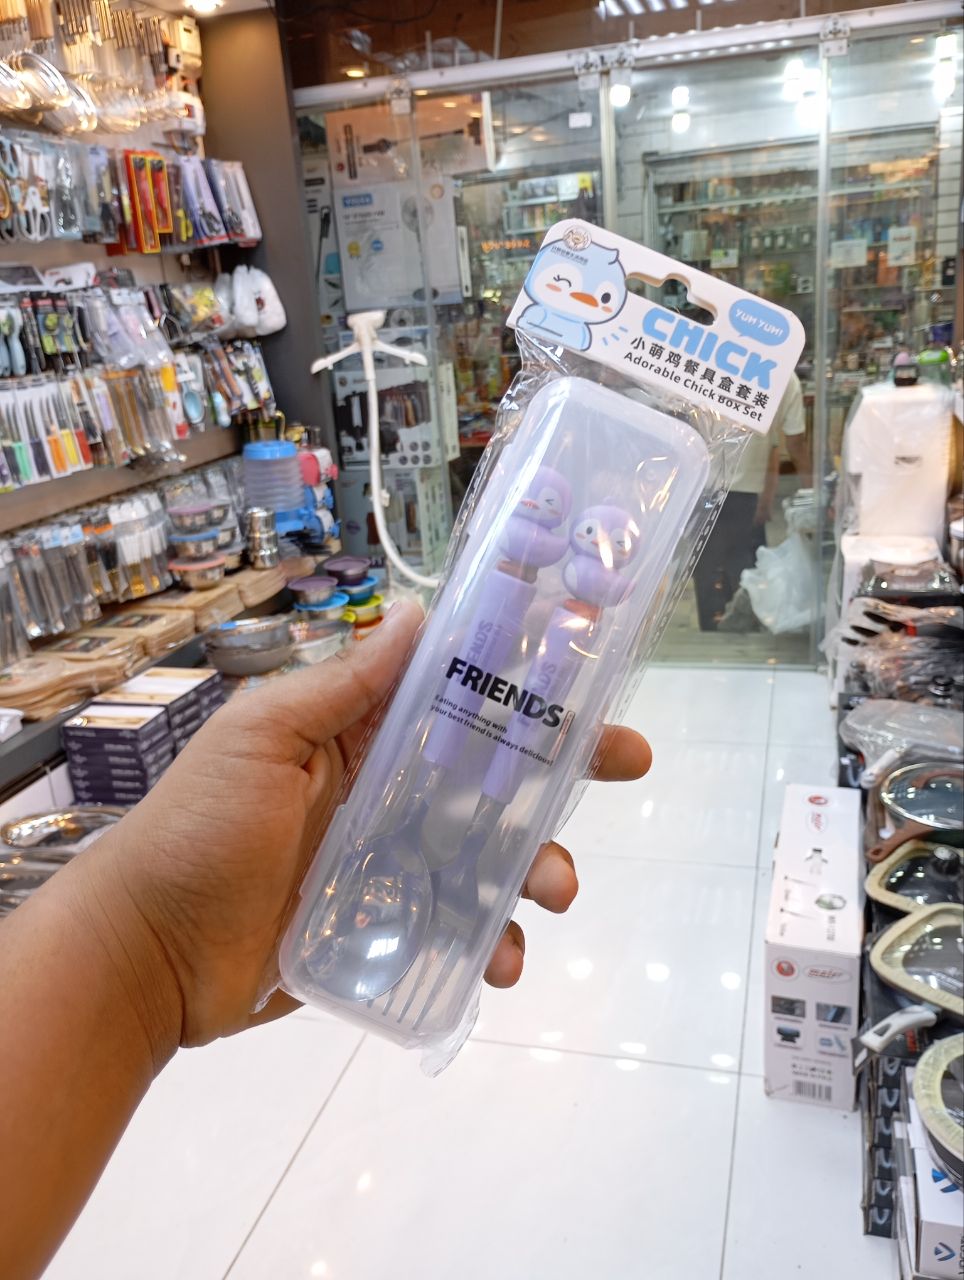 YUM YUM!
CHICK
小萌鸡餐具盒套装
Adorable Chick Box Set
FRIENDS
Eating anything with
your best friend is always delicious!